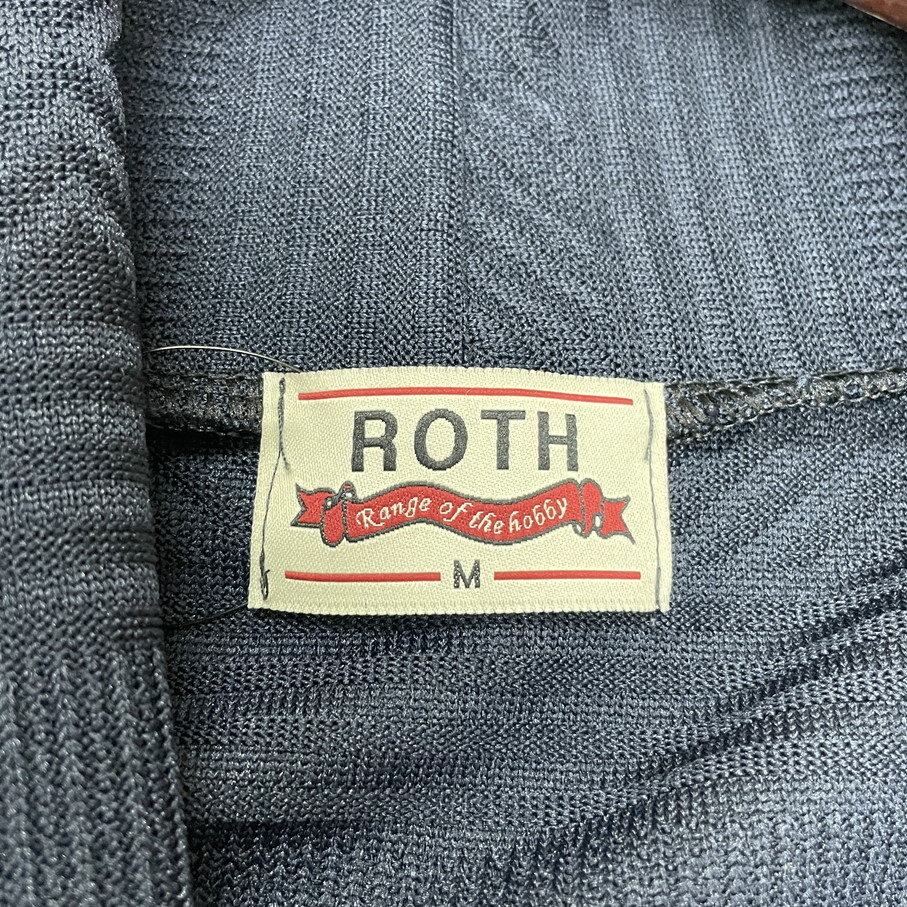 ROTH
Range of the hobby
M